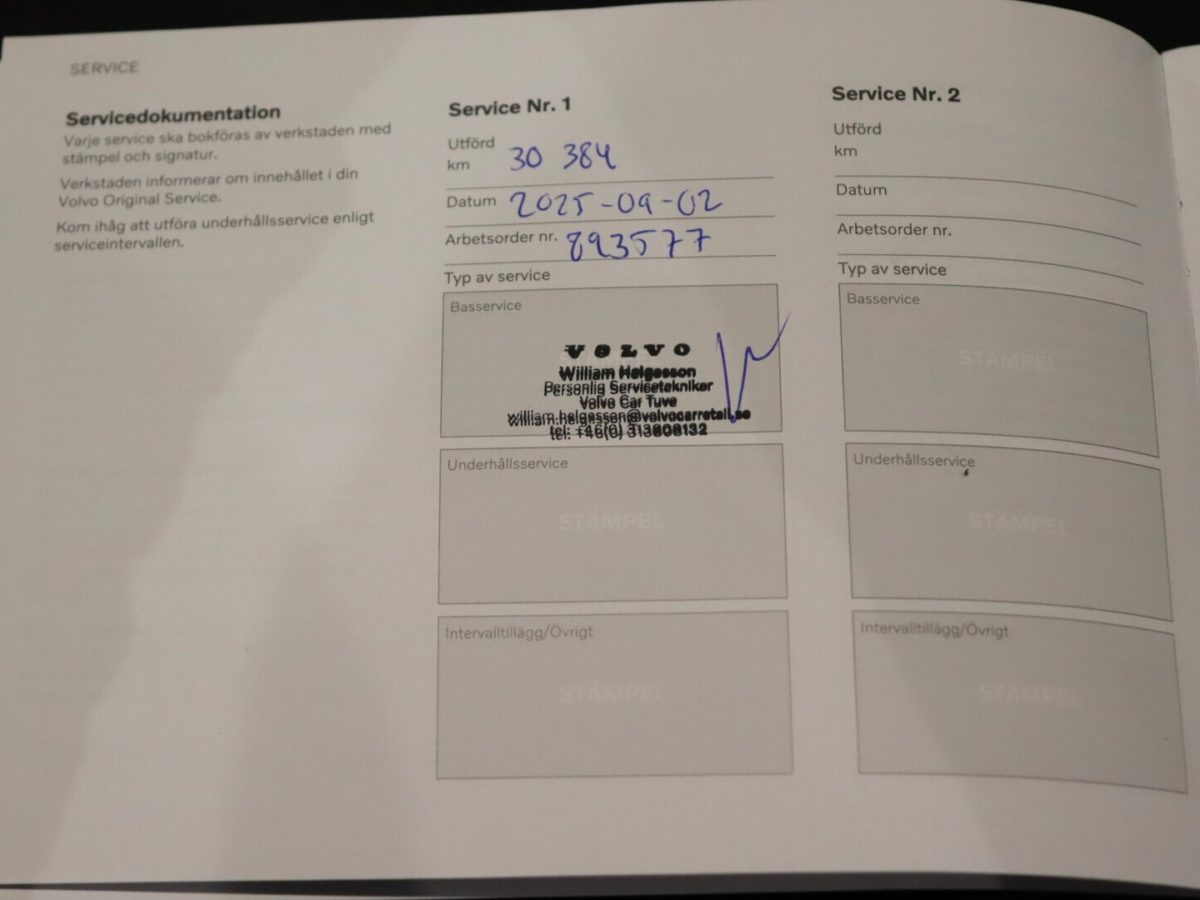 SERVICE
Servicedokumentation
Varje service ska bokföras av verkstaden med
stämpel och signatur.
Verkstaden informerar om innehållet i din
Volvo Original Service.
Kom ihåg att utföra underhållsservice enligt
serviceintervallen.
Service Nr. 1
Utförd
km 30 384
Datum 2025-09-02
Arbetsorder nr. 893577
Typ av service
Basservice
VOLVO
William Helgesson
Personlig Servicetekniker
Volvo Car Tuve
william.helgesson@volvocarretail.se
tel: +46(0) 313808132
Underhållsservice
STÄMPEL
Intervalltillägg/Övrigt
STÄMPEL
Service Nr. 2
Utförd
km
Datum
Arbetsorder nr.
Typ av service
Basservice
STÄMPEL
Underhållsservice
STÄMPEL
Intervalltillägg/Övrigt
STÄMPEL